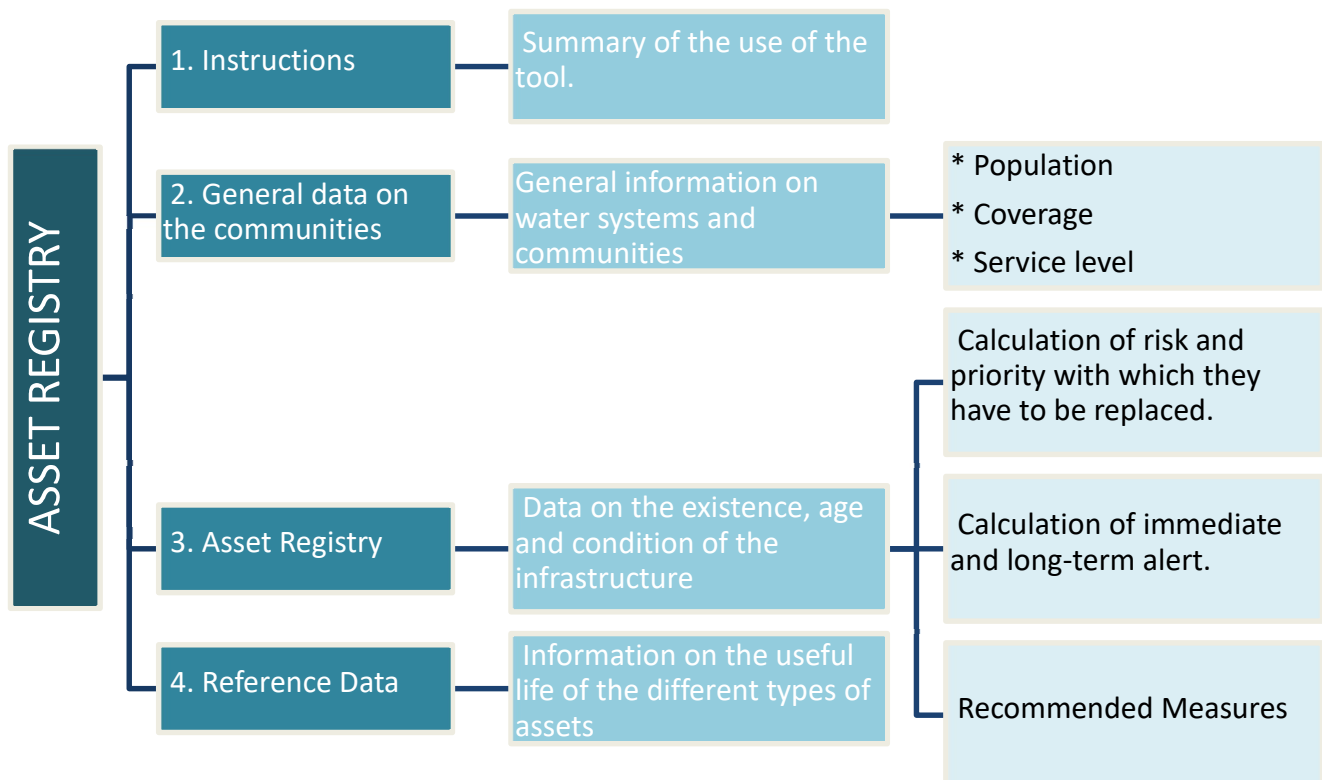 ASSET REGISTRY
1. Instructions
Summary of the use of the
tool.
2. General data on
the communities
General information on
water systems and
communities
* Population
* Coverage
* Service level
3. Asset Registry
Data on the existence, age
and condition of the
infrastructure
Calculation of risk and
priority with which they
have to be replaced.
Calculation of immediate
and long-term alert.
Recommended Measures
4. Reference Data
Information on the useful
life of the different types of
assets